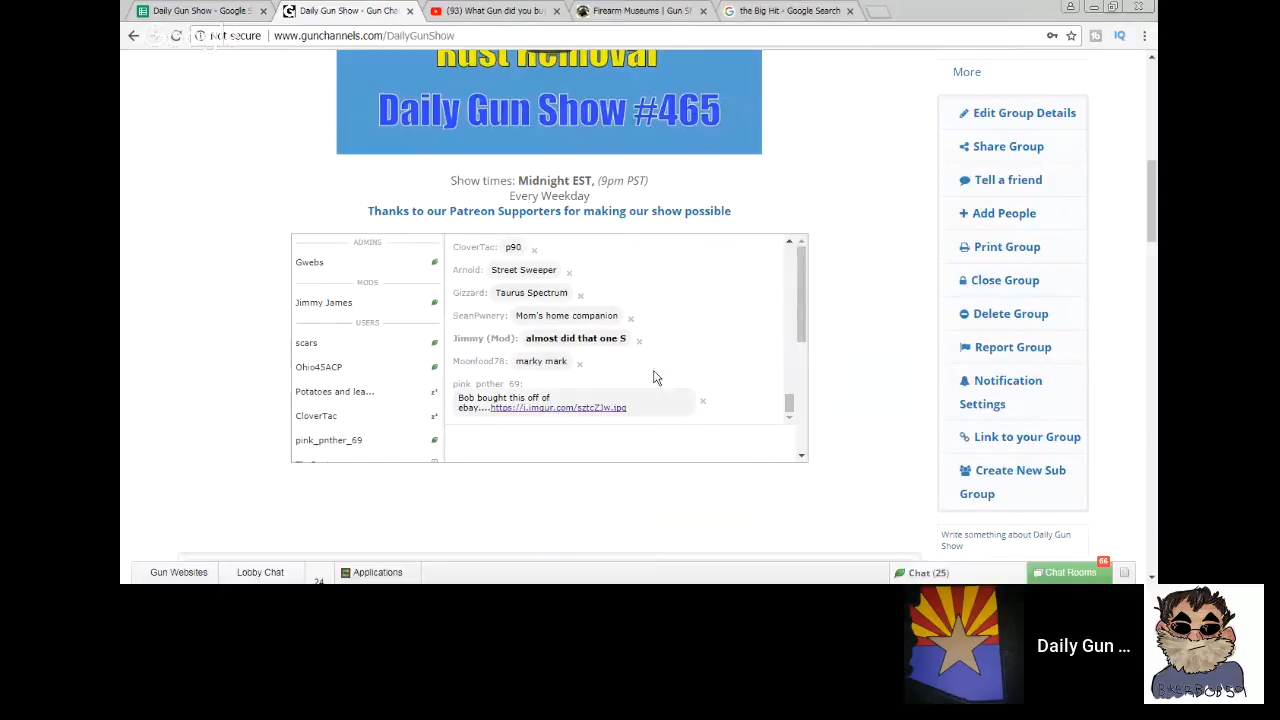 Daily Gun Show - Google S
Daily Gun Show - Gun Cha
(93) What Gun did you bu
Firearm Museums | Gun St
the Big Hit - Google Search
Not secure
www.gunchannels.com/DailyGunShow
Rust Removal
Daily Gun Show #465
Show times: Midnight EST, (9pm PST)
Every Weekday
Thanks to our Patreon Supporters for making our show possible
ADMINS
Gwebs
MODS
Jimmy James
USERS
scars
Ohio45ACP
Potatoes and lea...
CloverTac
pink_pnther_69
CloverTac: p90
Arnold: Street Sweeper
Gizzard: Taurus Spectrum
SeanPwnery: Mom's home companion
Jimmy (Mod): almost did that one S
Moonfood78: marky mark
pink_pnther_69:
Bob bought this off of
ebay....https://i.imgur.com/sztcZJw.jpg
More
Edit Group Details
Share Group
Tell a friend
Add People
Print Group
Close Group
Delete Group
Report Group
Notification
Settings
Link to your Group
Create New Sub
Group
Write something about Daily Gun
Show
Gun Websites
Lobby Chat
24
Applications
Chat (25)
Chat Rooms
66
Daily Gun ...
BIKERBOB59